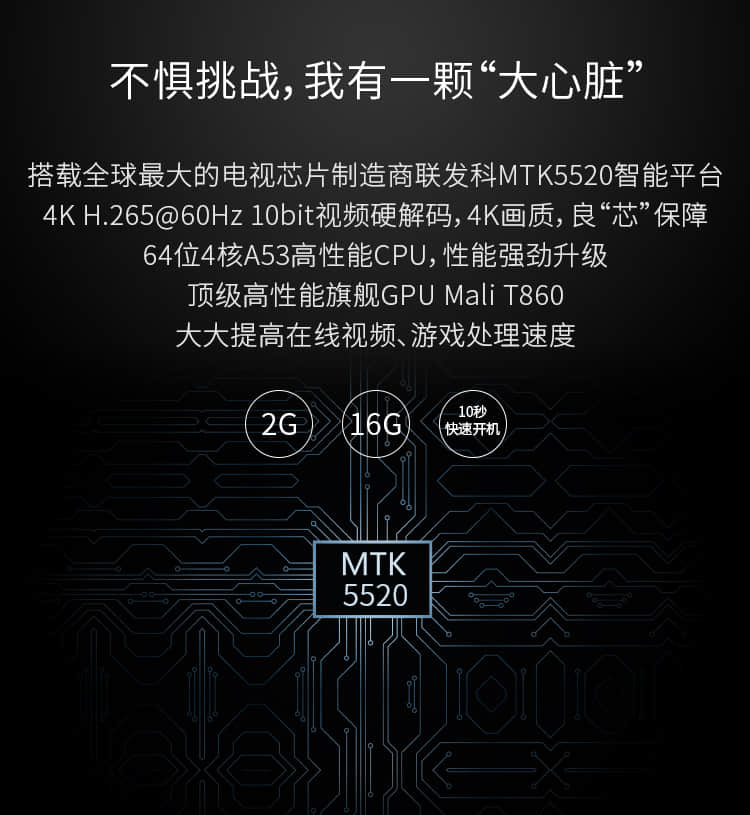 不惧挑战，我有一颗“大心脏”
搭载全球最大的电视芯片制造商联发科MTK5520智能平台
4K H.265@60Hz 10bit视频硬解码，4K画质，良“芯”保障
64位4核A53高性能CPU，性能强劲升级
顶级高性能旗舰GPU Mali T860
大大提高在线视频、游戏处理速度
2G
16G
10秒
快速开机
MTK
5520